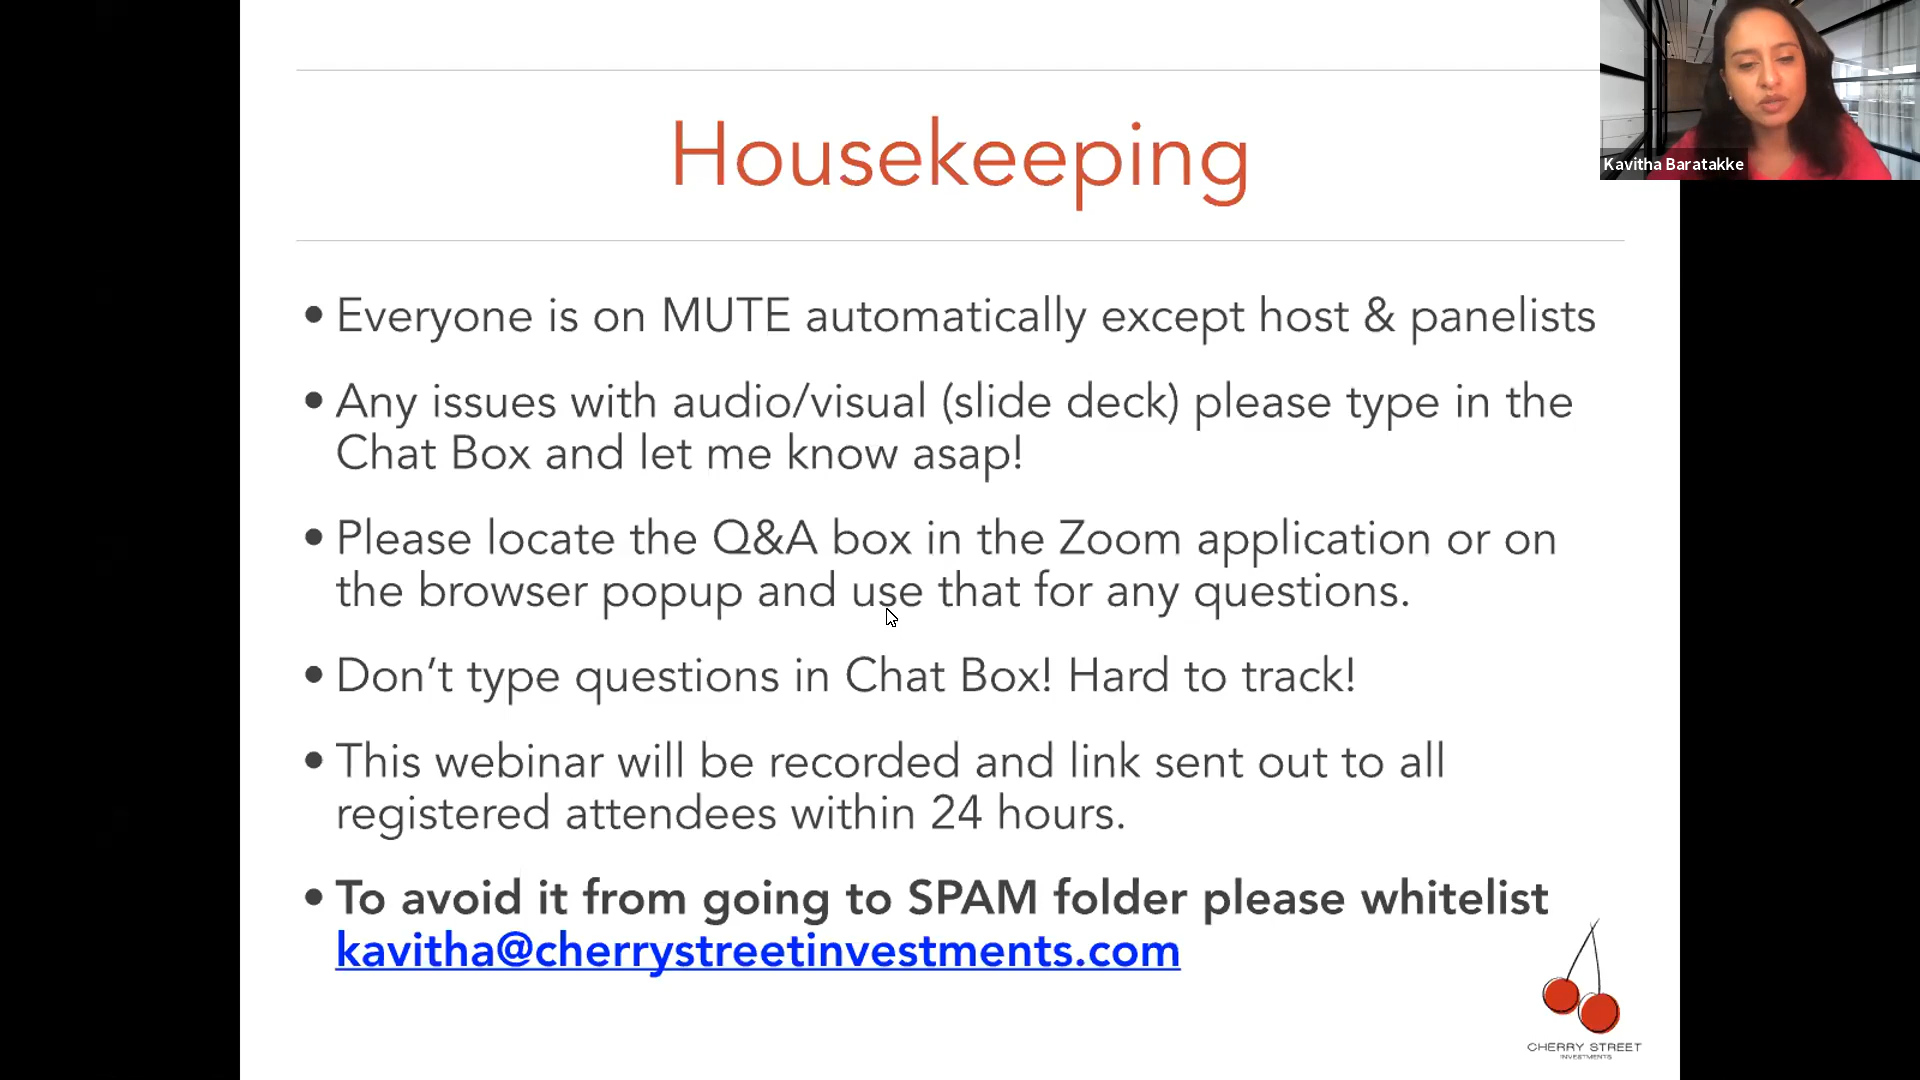 Housekeeping
Kavitha Baratakke
• Everyone is on MUTE automatically except host & panelists
• Any issues with audio/visual (slide deck) please type in the
Chat Box and let me know asap!
• Please locate the Q&A box in the Zoom application or on
the browser popup and use that for any questions.
• Don’t type questions in Chat Box! Hard to track!
• This webinar will be recorded and link sent out to all
registered attendees within 24 hours.
• To avoid it from going to SPAM folder please whitelist
kavitha@cherrystreetinvestments.com
CHERRY STREET
INVESTMENTS